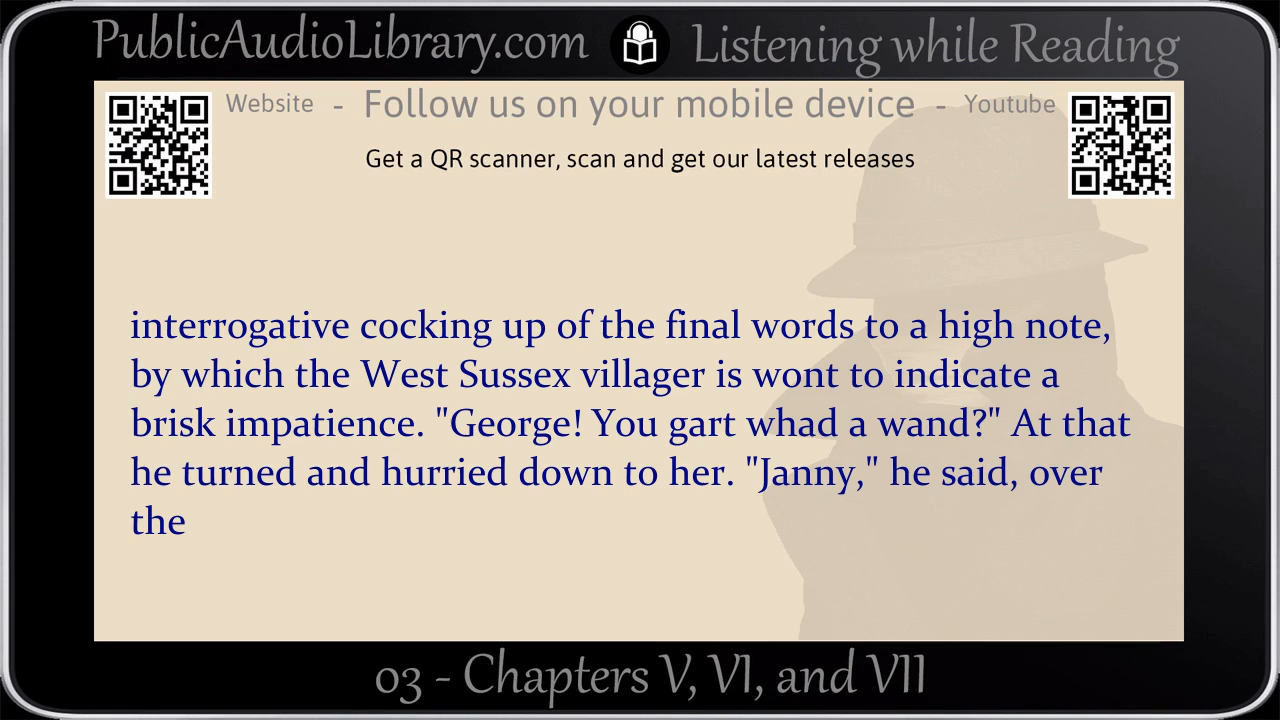 PublicAudioLibrary.com Listening while Reading
Website - Follow us on your mobile device - Youtube
Get a QR scanner, scan and get our latest releases
interrogative cocking up of the final words to a high note,
by which the West Sussex villager is wont to indicate a
brisk impatience. "George! You gart whad a wand?" At that
he turned and hurried down to her. "Janny," he said, over
the
03 - Chapters V, VI, and VII